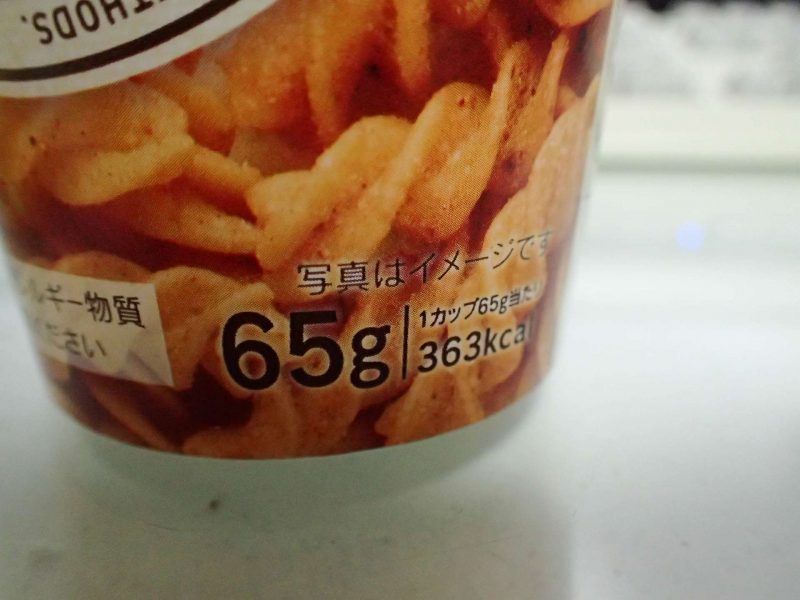 写真はイメージです
ルギー物質
ください
65g
1カップ65g当たり
363kcal